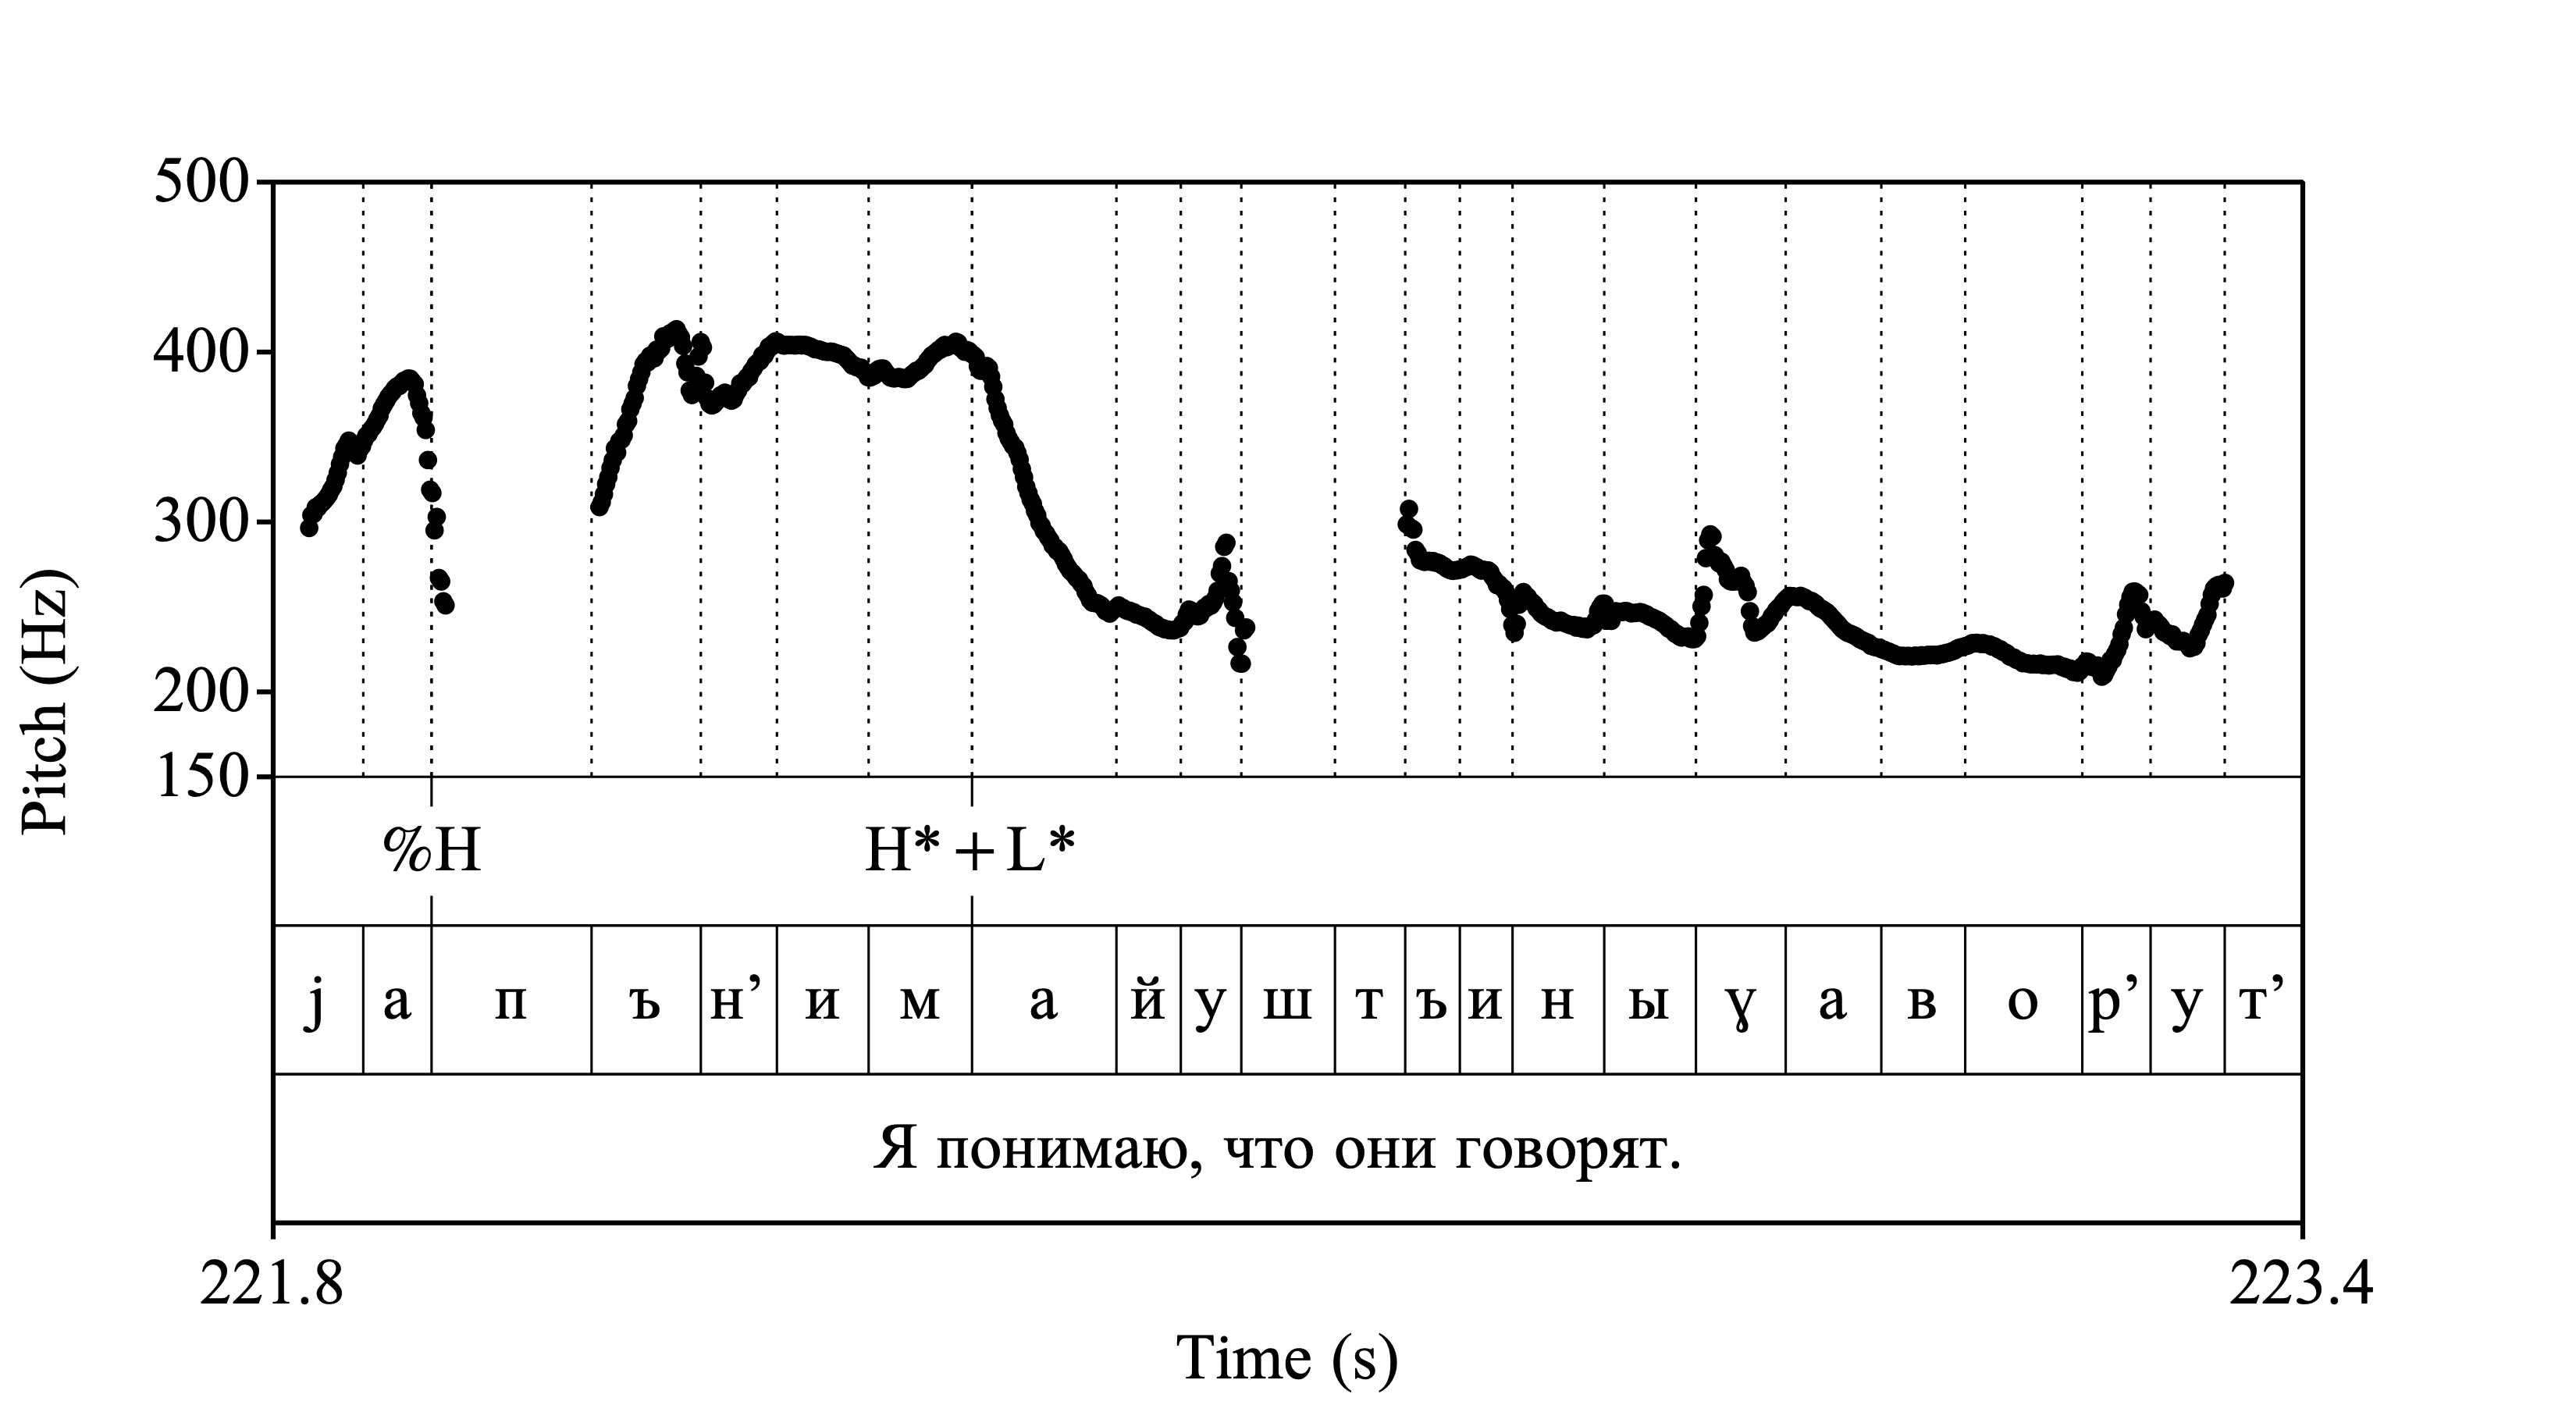 500
400
300
200
150
Pitch (Hz)
%H H*+L*
j а п ъ н’ и м а й у ш т ъ и н ы ɣ а в о р’ у т’
Я понимаю, что они говорят.
221.8 223.4
Time (s)